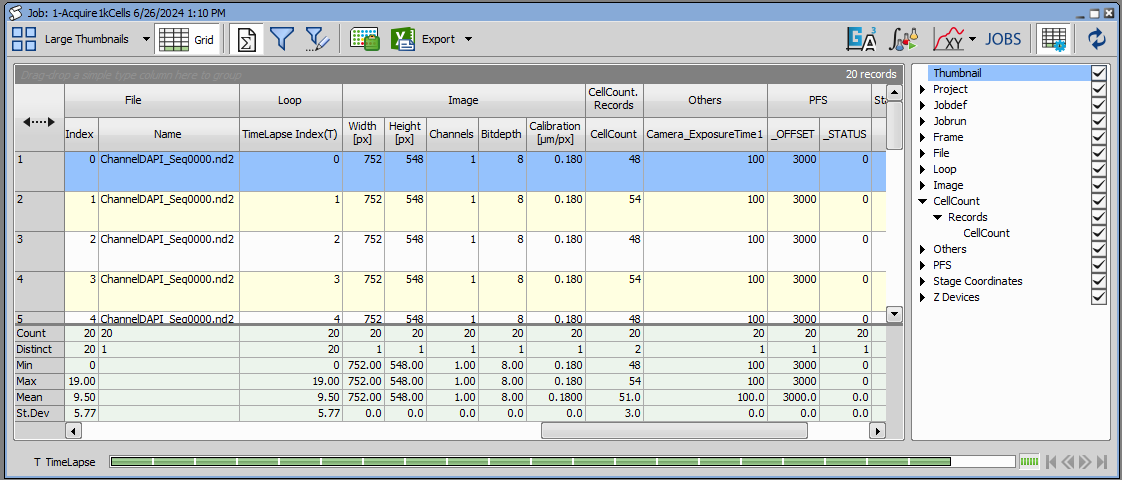 Job: 1-Acquire1kCells 6/26/2024 1:10 PM
Large Thumbnails Grid Σ Export GA3 XY JOBS
Drag-drop a simple type column here to group 20 records
File Loop Image CellCount. Records Others PFS Sta
Index Name TimeLapse Index(T) Width [px] Height [px] Channels Bitdepth Calibration [µm/px] CellCount Camera_ExposureTime1 _OFFSET _STATUS
1 0 ChannelDAPI_Seq0000.nd2 0 752 548 1 8 0.180 48 100 3000 0
2 1 ChannelDAPI_Seq0000.nd2 1 752 548 1 8 0.180 54 100 3000 0
3 2 ChannelDAPI_Seq0000.nd2 2 752 548 1 8 0.180 48 100 3000 0
4 3 ChannelDAPI_Seq0000.nd2 3 752 548 1 8 0.180 54 100 3000 0
5 4 ChannelDAPI_Seq0000.nd2 4 752 548 1 8 0.180 48 100 3000 0
Count 20 20 20 20 20 20 20 20 20 20 20 20
Distinct 20 1 20 1 1 1 1 1 2 1 1 1
Min 0 0 752.00 548.00 1.00 8.00 0.180 48 100 3000 0
Max 19.00 19.00 752.00 548.00 1.00 8.00 0.180 54 100 3000 0
Mean 9.50 9.50 752.00 548.00 1.00 8.00 0.1800 51.0 100.0 3000.0 0.0
St.Dev 5.77 5.77 0.0 0.0 0.0 0.0 0.0 3.0 0.0 0.0 0.0
Thumbnail
Project
Jobdef
Jobrun
Frame
File
Loop
Image
CellCount
Records
CellCount
Others
PFS
Stage Coordinates
Z Devices
T TimeLapse